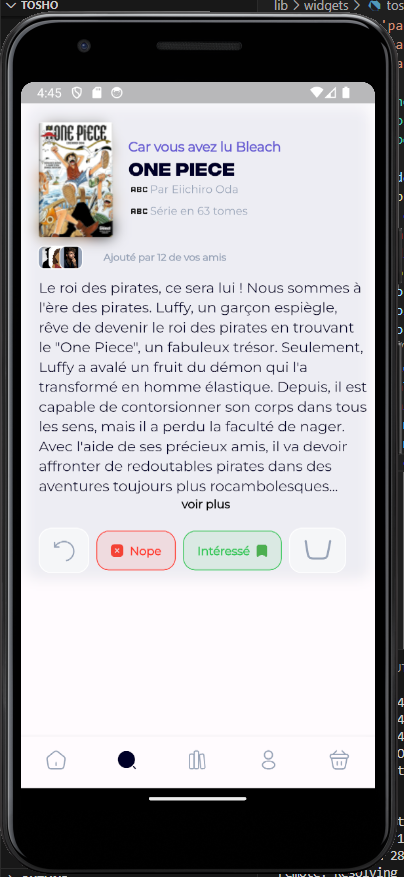 TOSHO
lib > widgets > tos
4:45
ONE PIECE
Car vous avez lu Bleach
ONE PIECE
ABC Par Eiichiro Oda
ABC Série en 63 tomes
Ajouté par 12 de vos amis
Le roi des pirates, ce sera lui ! Nous sommes à
l'ère des pirates. Luffy, un garçon espiègle,
rêve de devenir le roi des pirates en trouvant
le "One Piece", un fabuleux trésor. Seulement,
Luffy a avalé un fruit du démon qui l'a
transformé en homme élastique. Depuis, il est
capable de contorsionner son corps dans tous
les sens, mais il a perdu la faculté de nager.
Avec l'aide de ses précieux amis, il va devoir
affronter de redoutables pirates dans des
aventures toujours plus rocambolesques...
voir plus
Nope
Intéressé